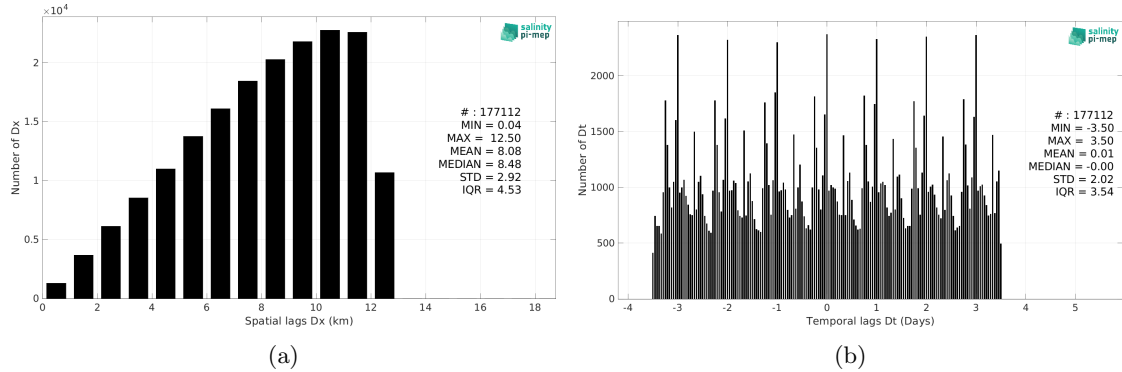 ×10⁴
2
1.5
1
0.5
0
Number of Dx
0 2 4 6 8 10 12 14 16 18
Spatial lags Dx (km)
salinity
pi-mep
# : 177112
MIN = 0.04
MAX = 12.50
MEAN = 8.08
MEDIAN = 8.48
STD = 2.92
IQR = 4.53
(a)
2000
1500
1000
500
0
Number of Dt
-4 -3 -2 -1 0 1 2 3 4 5
Temporal lags Dt (Days)
salinity
pi-mep
# : 177112
MIN = -3.50
MAX = 3.50
MEAN = 0.01
MEDIAN = -0.00
STD = 2.02
IQR = 3.54
(b)